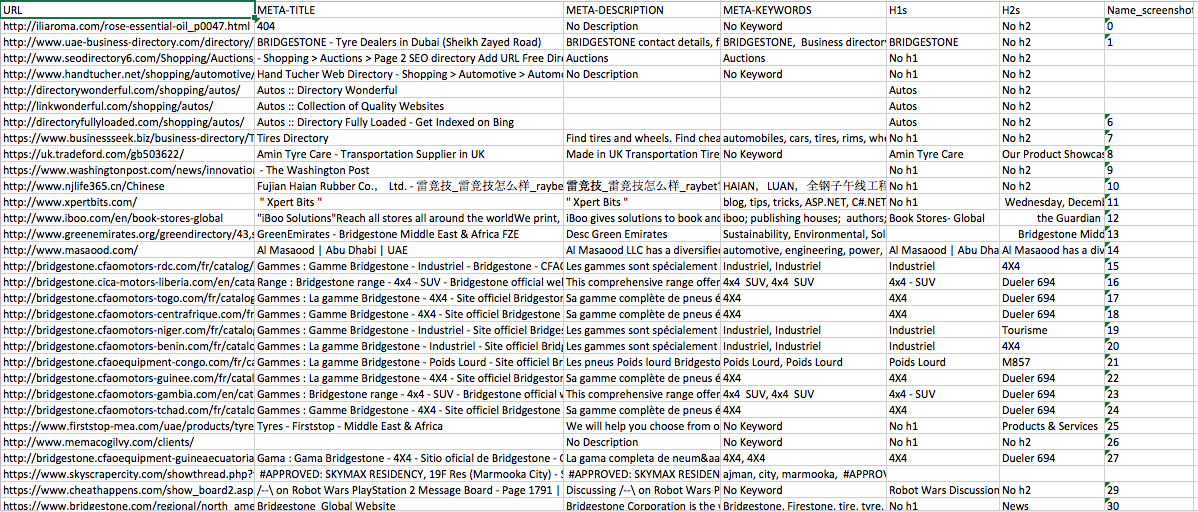 URL META-TITLE META-DESCRIPTION META-KEYWORDS H1s H2s Name_screenshot
http://iliaroma.com/rose-essential-oil_p0047.html 404 No Description No Keyword No h2 0
http://www.uae-business-directory.com/directory/ BRIDGESTONE - Tyre Dealers in Dubai (Sheikh Zayed Road) BRIDGESTONE contact details, f BRIDGESTONE, Business director BRIDGESTONE No h2 1
http://www.seodirectory6.com/Shopping/Auctions - Shopping > Auctions > Page 2 SEO directory Add URL Free Dir Auctions Auctions No h1 No h2
http://www.handtucher.net/shopping/automotive/ Hand Tucher Web Directory - Shopping > Automotive > Autom No Description No Keyword No h1 No h2
http://directorywonderful.com/shopping/autos/ Autos :: Directory Wonderful Autos No h2
http://linkwonderful.com/shopping/autos/ Autos :: Collection of Quality Websites Autos No h2
http://directoryfullyloaded.com/shopping/autos/ Autos :: Directory Fully Loaded - Get Indexed on Bing Autos No h2 6
https://www.businessseek.biz/business-directory/T Tires Directory Find tires and wheels. Find chea automobiles, cars, tires, rims, whe No h1 No h2 7
https://uk.tradeford.com/gb503622/ Amin Tyre Care - Transportation Supplier in UK Made in UK Transportation Tire No Keyword Amin Tyre Care Our Product Showcas 8
https://www.washingtonpost.com/news/innovation - The Washington Post No h1 No h2 9
http://www.njlife365.cn/Chinese Fujian Haian Rubber Co., Ltd. - 雷竞技_雷竞技怎么样_raybe 雷竞技_雷竞技怎么样_raybet HAIAN, LUAN, 全钢子午线工程 No h1 No h2 10
http://www.xpertbits.com/ " Xpert Bits " " Xpert Bits " blog, tips, tricks, ASP.NET, C#.NET No h1 Wednesday, Decemb 11
http://www.iboo.com/en/book-stores-global "iBoo Solutions"Reach all stores all around the worldWe print, iBoo gives solutions to book and iboo; publishing houses; authors; Book Stores- Global the Guardian 12
http://www.greenemirates.org/greendirectory/43,s GreenEmirates - Bridgestone Middle East & Africa FZE Desc Green Emirates Sustainability, Environmental, Sol Bridgestone Midd 13
http://www.masaood.com/ Al Masaood | Abu Dhabi | UAE Al Masaood LLC has a diversifie automotive, engineering, power, Al Masaood | Abu Dha Al Masaood has a div 14
http://bridgestone.cfaomotors-rdc.com/fr/catalog/ Gammes : Gamme Bridgestone - Industriel - Bridgestone - CFAO Les gammes sont spécialement Industriel, Industriel Industriel 4X4 15
http://bridgestone.cica-motors-liberia.com/en/cata Range : Bridgestone range - 4x4 - SUV - Bridgestone official wel This comprehensive range offer 4x4 SUV, 4x4 SUV 4x4 - SUV Dueler 694 16
http://bridgestone.cfaomotors-togo.com/fr/catalog Gammes : La gamme Bridgestone - 4X4 - Site officiel Bridgeston Sa gamme complète de pneus é 4X4 4X4 Dueler 694 17
http://bridgestone.cfaomotors-centrafrique.com/fr Gammes : La gamme Bridgestone - 4X4 - Site officiel Bridgeston Sa gamme complète de pneus é 4X4 4X4 Dueler 694 18
http://bridgestone.cfaomotors-niger.com/fr/catalo Gammes : La gamme Bridgestone - Industriel - Site officiel Bridge Les gammes sont spécialement Industriel, Industriel Industriel Tourisme 19
http://bridgestone.cfaomotors-benin.com/fr/catalo Gammes : La gamme Bridgestone - Industriel - Site officiel Bridge Les gammes sont spécialement Industriel, Industriel Industriel 4X4 20
http://bridgestone.cfaoequipment-congo.com/fr/ca Gammes : La gamme Bridgestone - Poids Lourd - Site officiel Br Les pneus Poids lourd Bridgesto Poids Lourd, Poids Lourd Poids Lourd M857 21
http://bridgestone.cfaomotors-guinee.com/fr/catal Gammes : La gamme Bridgestone - 4X4 - Site officiel Bridgeston Sa gamme complète de pneus é 4X4 4X4 Dueler 694 22
http://bridgestone.cfaomotors-gambia.com/en/cat Gammes : Bridgestone range - 4x4 - SUV - Bridgestone official v This comprehensive range offer 4x4 SUV, 4x4 SUV 4x4 - SUV Dueler 694 23
http://bridgestone.cfaomotors-tchad.com/fr/catalo Gammes : Gamme Bridgestone - 4X4 - Site officiel Bridgestone Sa gamme complète de pneus é 4X4 4X4 Dueler 694 24
https://www.firststop-mea.com/uae/products/tyre Tyres - Firststop - Middle East & Africa We will help you choose from o No Keyword No h1 Products & Services 25
http://www.memacogilvy.com/clients/ No Description No Keyword No h1 No h2 26
http://bridgestone.cfaoequipment-guineaecuatoria Gama : Gama Bridgestone - 4X4 - Sitio oficial de Bridgestone - C La gama completa de neum&aa 4X4, 4X4 4X4 Dueler 694 27
https://www.skyscrapercity.com/showthread.php? #APPROVED: SKYMAX RESIDENCY, 19F Res (Marmooka City) - S #APPROVED: SKYMAX RESIDEN ajman, city, marmooka, #APPROV
https://www.cheathappens.com/show_board2.asp /--\ on Robot Wars PlayStation 2 Message Board - Page 1791 | Discussing /--\ on Robot Wars P No Keyword Robot Wars Discussion No h2 29
https://www.bridgestone.com/regional/north_ame Bridgestone Global Website Bridgestone Corporation is the Bridgestone, Firestone, tire, tyre, No h1 News 30